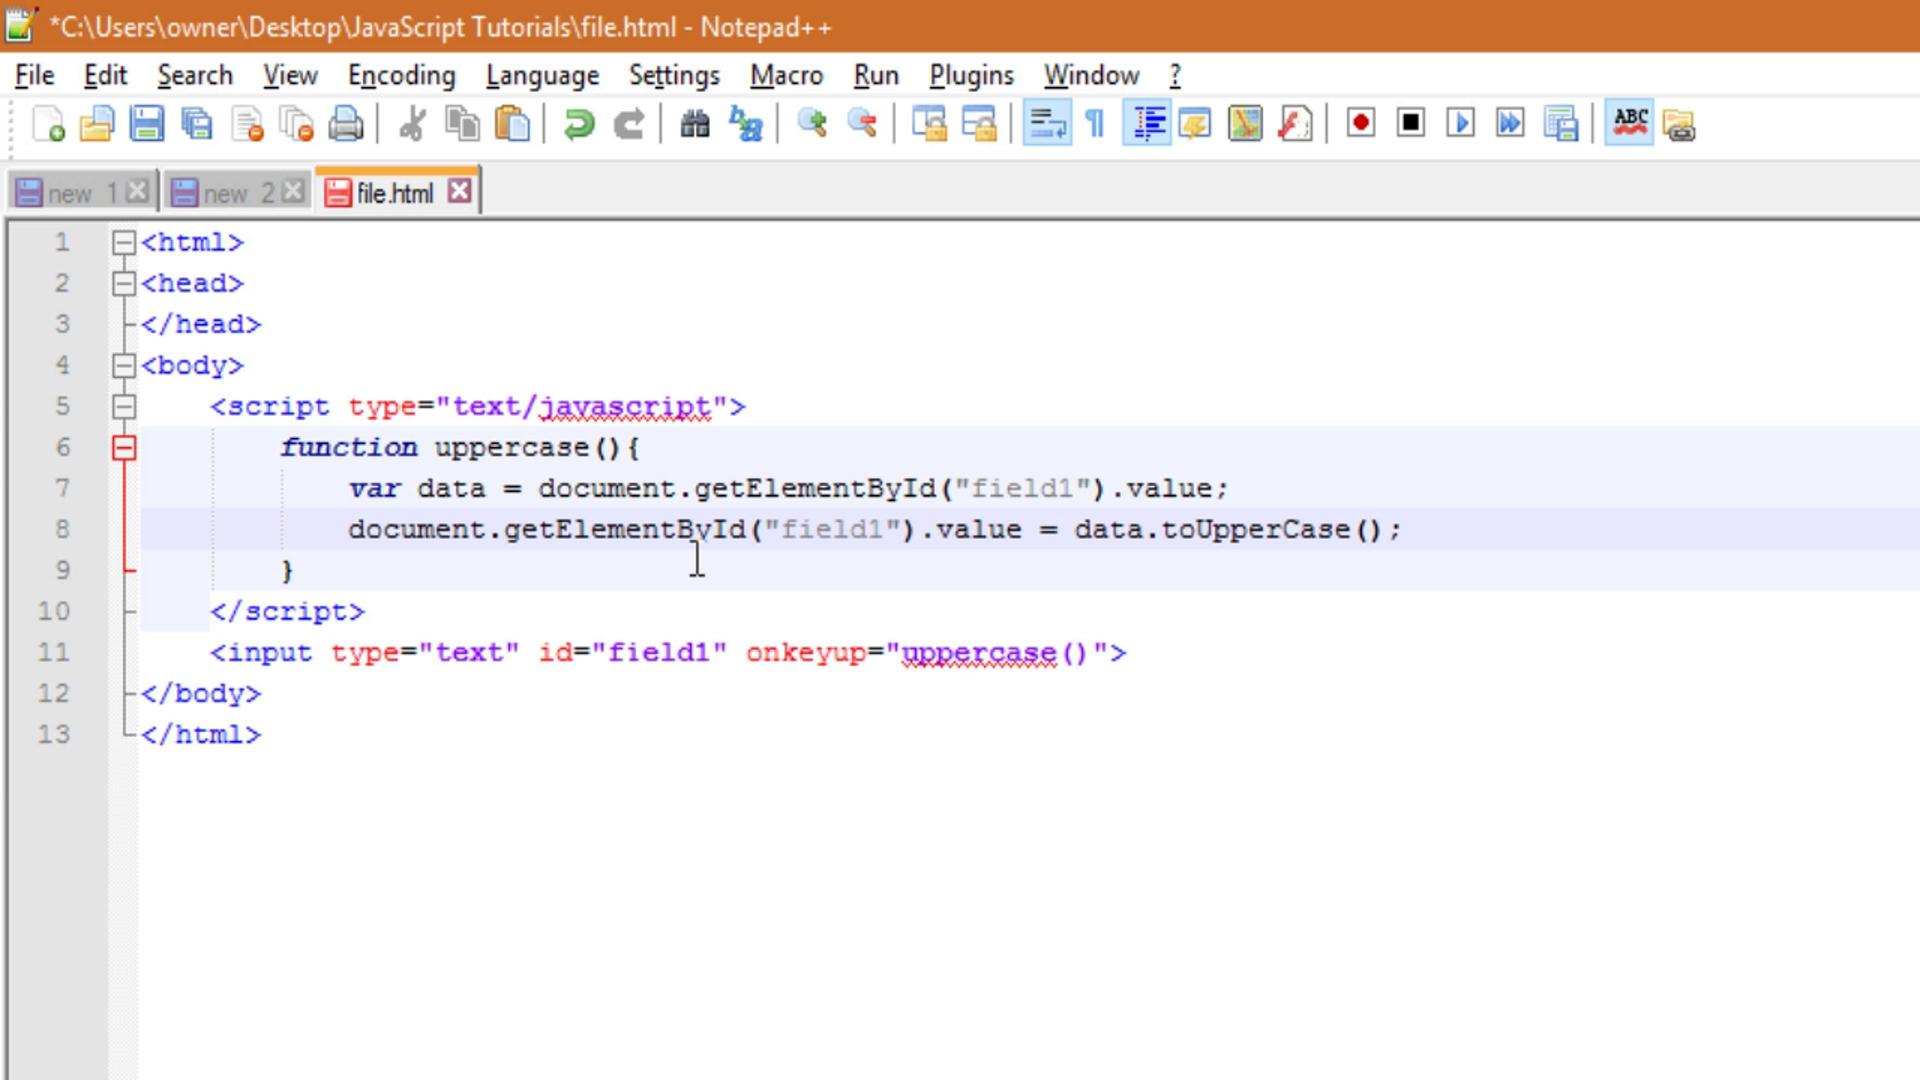 *C:\Users\owner\Desktop\JavaScript Tutorials\file.html - Notepad++
File Edit Search View Encoding Language Settings Macro Run Plugins Window ?
ABC
new 1 new 2 file.html
1 <html>
2 <head>
3 </head>
4 <body>
5 <script type="text/javascript">
6 function uppercase(){
7 var data = document.getElementById("field1").value;
8 document.getElementById("field1").value = data.toUpperCase();
9 }
10 </script>
11 <input type="text" id="field1" onkeyup="uppercase()">
12 </body>
13 </html>